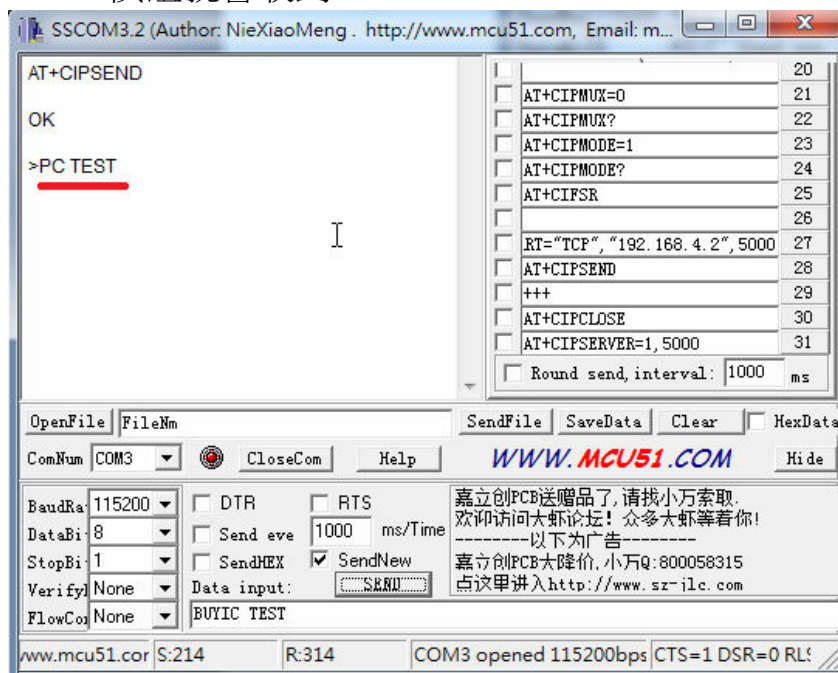 SSCOM3.2 (Author: NieXiaoMeng . http://www.mcu51.com, Email: m...
AT+CIPSEND
OK
>PC TEST
20
AT+CIPMUX=0 21
AT+CIPMUX? 22
AT+CIPMODE=1 23
AT+CIPMODE? 24
AT+CIFSR 25
26
RT="TCP", "192.168.4.2",5000 27
AT+CIPSEND 28
+++ 29
AT+CIPCLOSE 30
AT+CIPSERVER=1,5000 31
Round send, interval: 1000 ms
OpenFile FileNm SendFile SaveData Clear HexData
ComNum COM3 CloseCom Help WWW.MCU51.COM Hide
BaudRa 115200 DTR RTS
DataBi 8 Send eve 1000 ms/Time
StopBi 1 SendHEX SendNew
Verify None Data input: SEND
FlowCo None BUYIC TEST
嘉立创PCB送赠品了,请找小万索取.
欢迎访问大虾论坛! 众多大虾等着你!
--------以下为广告--------
嘉立创PCB大降价,小万Q:800058315
点这里进入http://www.sz-jlc.com
www.mcu51.cor S:214 R:314 COM3 opened 115200bps CTS=1 DSR=0 RLS